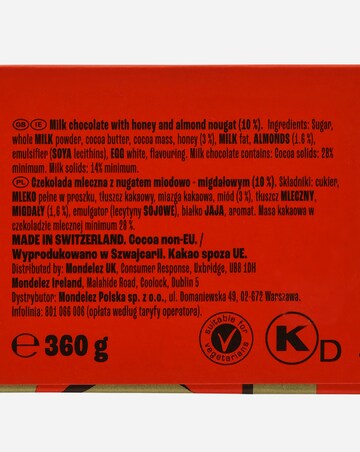 GB IE Milk chocolate with honey and almond nougat (10 %). Ingredients: Sugar,
whole MILK powder, cocoa butter, cocoa mass, honey (3 %), MILK fat, ALMONDS (1.6 %),
emulsifier (SOYA lecithins), EGG white, flavouring. Milk chocolate contains: Cocoa solids: 28%
minimum. Milk solids: 14% minimum.
PL Czekolada mleczna z nugatem miodowo - migdałowym (10 %). Składniki: cukier,
MLEKO pełne w proszku, tłuszcz kakaowy, miazga kakaowa, miód (3 %), tłuszcz MLECZNY,
MIGDAŁY (1,6 %), emulgator (lecytyny SOJOWE), białko JAJA, aromat. Masa kakaowa w
czekoladzie mlecznej minimum 28 %.
MADE IN SWITZERLAND. Cocoa non-EU. /
Wyprodukowano w Szwajcarii. Kakao spoza UE.
Distributed by: Mondelez UK, Consumer Response, Uxbridge, UB8 1DH
Mondelez Ireland, Malahide Road, Coolock, Dublin 5
Dystrybutor: Mondelez Polska sp. z o.o., ul. Domaniewska 49, 02-672 Warszawa.
Infolinia: 801 666 006 (opłata według taryfy operatora).
℮ 360 g
suitable for vegetarians
K D